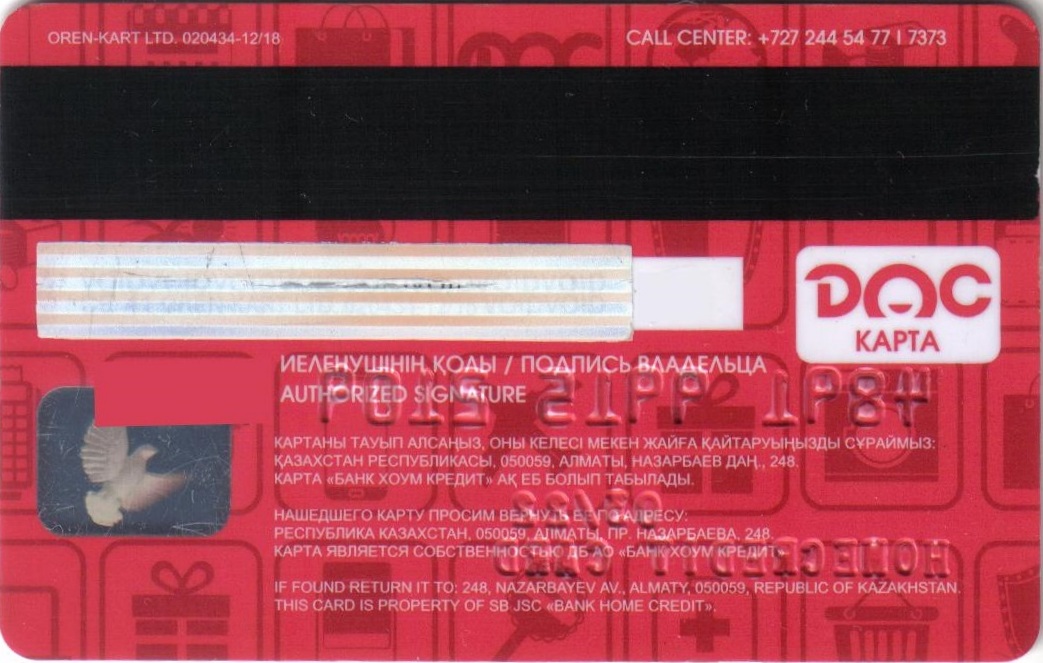 OREN-KART LTD. 020434-12/18
CALL CENTER: +727 244 54 77 I 7373
DOC
КАРТА
ИЕЛЕНУШІНІҢ ҚОЛЫ / ПОДПИСЬ ВЛАДЕЛЬЦА
AUTHORIZED SIGNATURE
КАРТАНЫ ТАУЫП АЛСАҢЫЗ, ОНЫ КЕЛЕСІ МЕКЕН ЖАЙҒА ҚАЙТАРУЫҢЫЗДЫ СҰРАЙМЫЗ:
ҚАЗАХСТАН РЕСПУБЛИКАСЫ, 050059, АЛМАТЫ, НАЗАРБАЕВ ДАҢ., 248.
КАРТА «БАНК ХОУМ КРЕДИТ» АҚ ЕБ БОЛЫП ТАБЫЛАДЫ.
НАШЕДШЕГО КАРТУ ПРОСИМ ВЕРНУТЬ ЕЕ ПО АДРЕСУ:
РЕСПУБЛИКА КАЗАХСТАН, 050059, АЛМАТЫ, ПР. НАЗАРБАЕВА, 248.
КАРТА ЯВЛЯЕТСЯ СОБСТВЕННОСТЬЮ ДБ АО «БАНК ХОУМ КРЕДИТ»
HOMECREDIT CARD
IF FOUND RETURN IT TO: 248, NAZARBAYEV AV., ALMATY, 050059, REPUBLIC OF KAZAKHSTAN.
THIS CARD IS PROPERTY OF SB JSC «BANK HOME CREDIT».